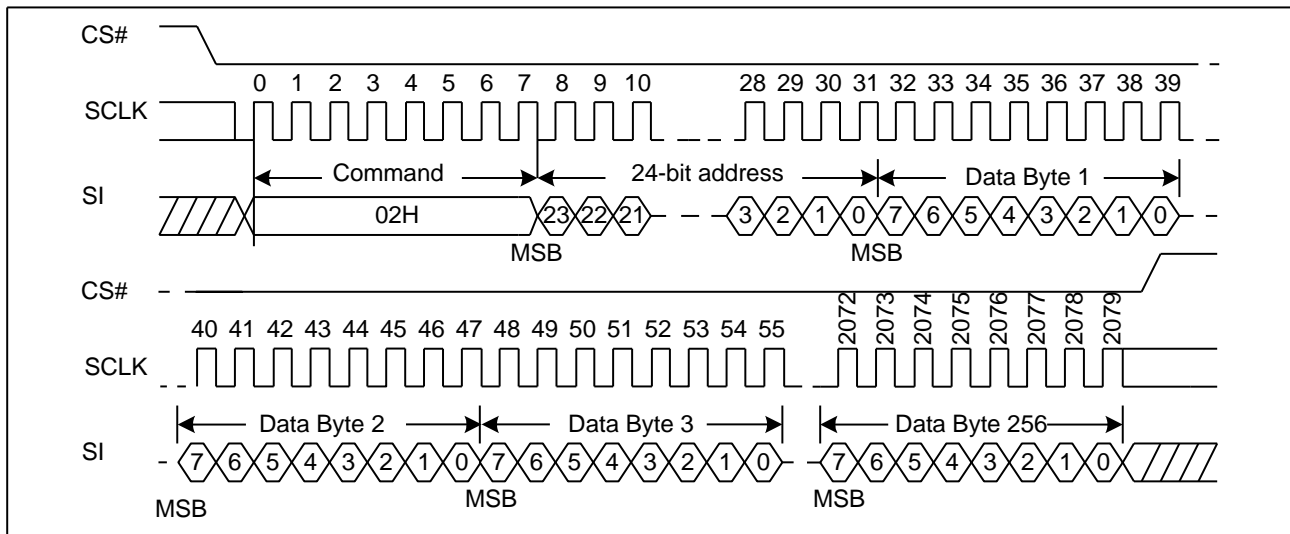 CS#
0 1 2 3 4 5 6 7 8 9 10 28 29 30 31 32 33 34 35 36 37 38 39
SCLK
Command 24-bit address Data Byte 1
SI
02H 23 22 21 3 2 1 0 7 6 5 4 3 2 1 0
MSB MSB
CS#
40 41 42 43 44 45 46 47 48 49 50 51 52 53 54 55 2072 2073 2074 2075 2076 2077 2078 2079
SCLK
Data Byte 2 Data Byte 3 Data Byte 256
SI
7 6 5 4 3 2 1 0 7 6 5 4 3 2 1 0 7 6 5 4 3 2 1 0
MSB MSB MSB